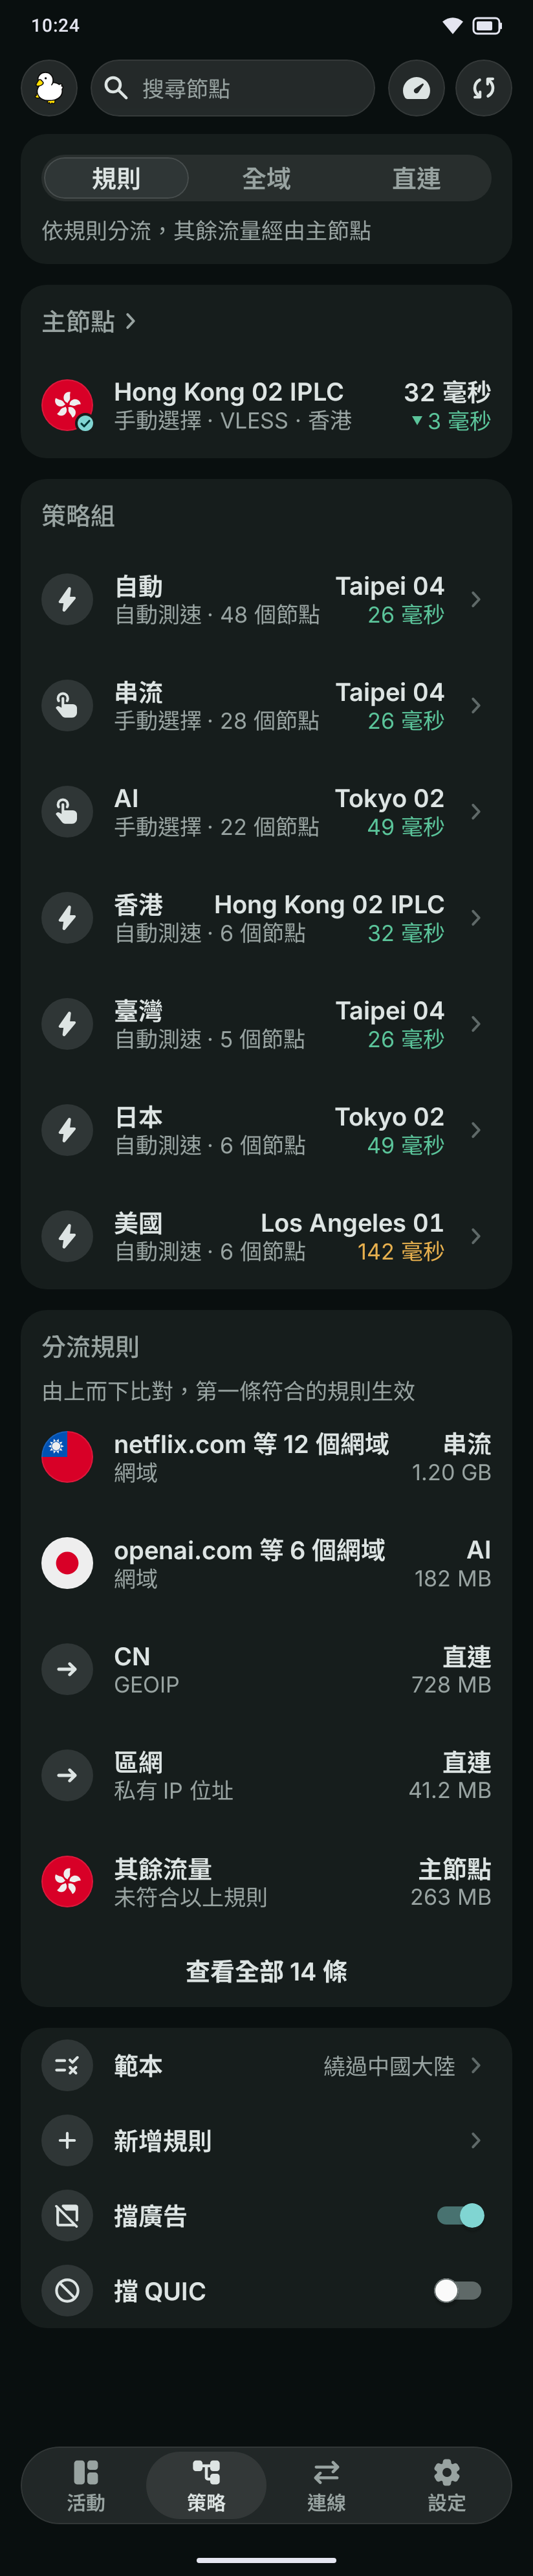 10:24
搜尋節點
規則
全域
直連
依規則分流，其餘流量經由主節點
主節點
Hong Kong 02 IPLC
32 毫秒
手動選擇 · VLESS · 香港
▼3 毫秒
策略組
自動
Taipei 04
自動測速 · 48 個節點
26 毫秒
串流
Taipei 04
手動選擇 · 28 個節點
26 毫秒
AI
Tokyo 02
手動選擇 · 22 個節點
49 毫秒
香港
Hong Kong 02 IPLC
自動測速 · 6 個節點
32 毫秒
臺灣
Taipei 04
自動測速 · 5 個節點
26 毫秒
日本
Tokyo 02
自動測速 · 6 個節點
49 毫秒
美國
Los Angeles 01
自動測速 · 6 個節點
142 毫秒
分流規則
由上而下比對，第一條符合的規則生效
netflix.com 等 12 個網域
串流
網域
1.20 GB
openai.com 等 6 個網域
AI
網域
182 MB
CN
直連
GEOIP
728 MB
區網
直連
私有 IP 位址
41.2 MB
其餘流量
主節點
未符合以上規則
263 MB
查看全部 14 條
範本
繞過中國大陸
新增規則
擋廣告
擋 QUIC
活動
策略
連線
設定